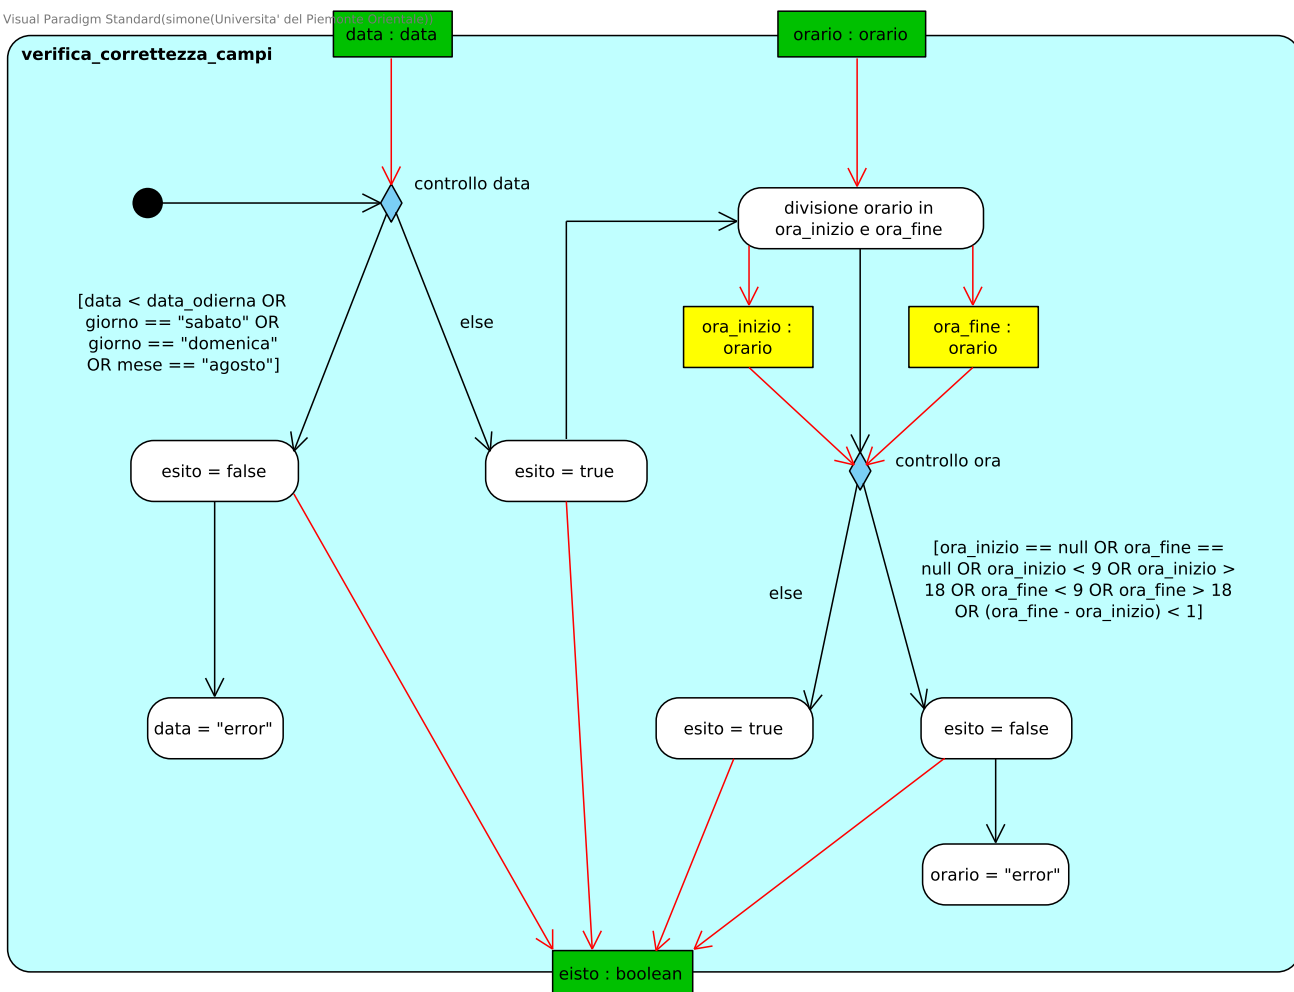 Visual Paradigm Standard(simone(Universita' del Piemonte Orientale))
data : data
orario : orario
verifica_correttezza_campi
controllo data
divisione orario in
ora_inizio e ora_fine
[data < data_odierna OR
giorno == "sabato" OR
giorno == "domenica"
OR mese == "agosto"]
else
ora_inizio :
orario
ora_fine :
orario
esito = false
esito = true
controllo ora
[ora_inizio == null OR ora_fine ==
null OR ora_inizio < 9 OR ora_inizio >
18 OR ora_fine < 9 OR ora_fine > 18
OR (ora_fine - ora_inizio) < 1]
else
data = "error"
esito = true
esito = false
orario = "error"
eisto : boolean